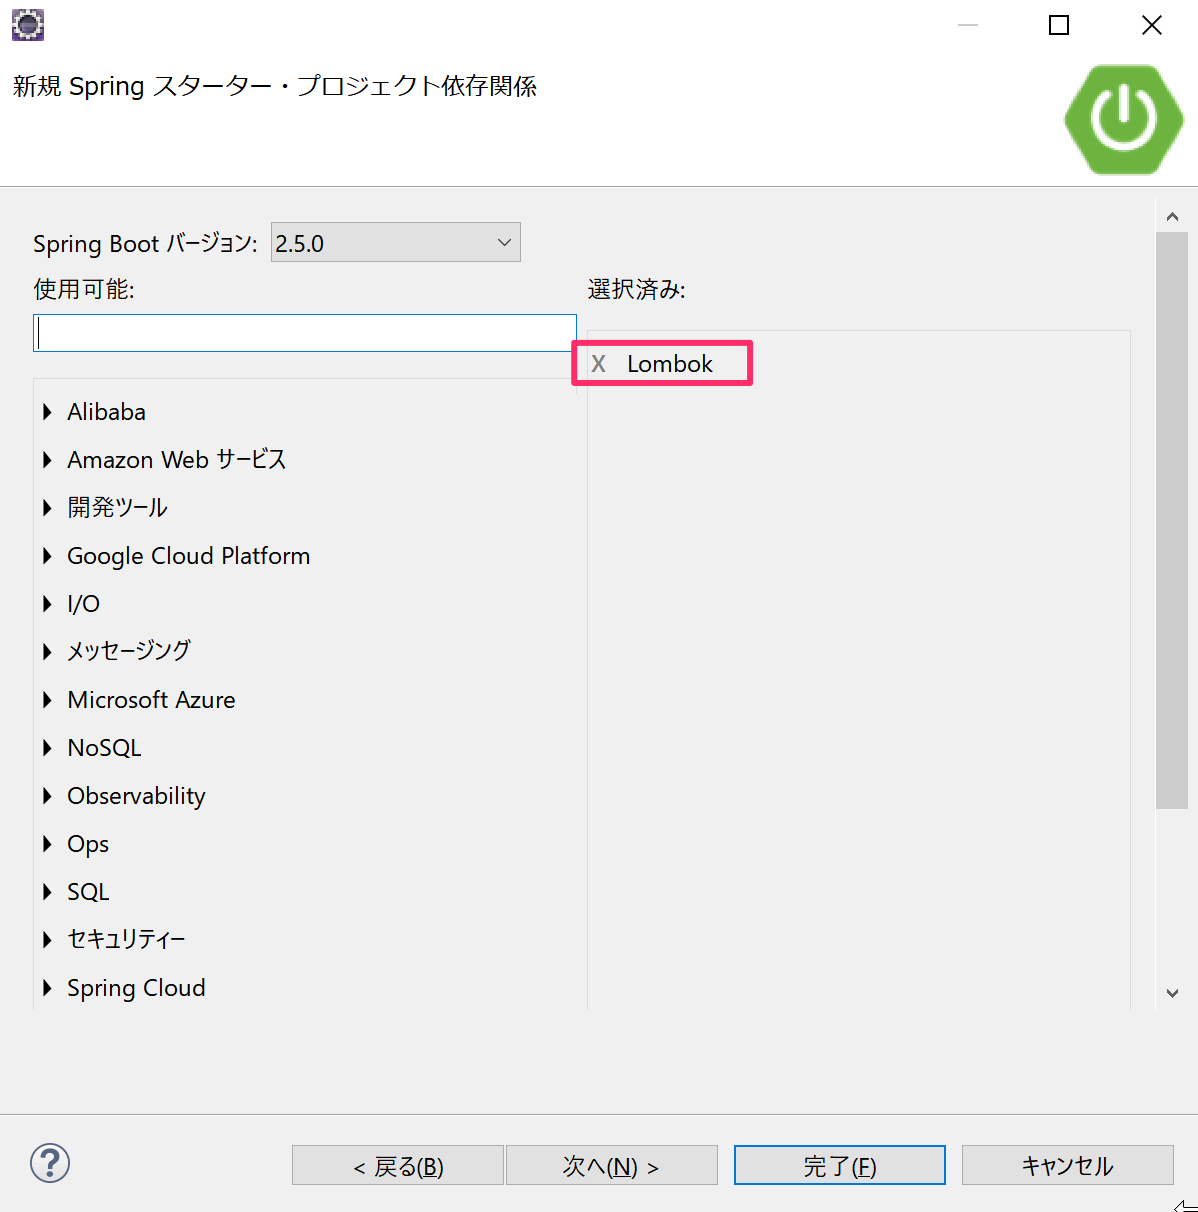 新規 Spring スターター・プロジェクト依存関係
Spring Boot バージョン: 2.5.0
使用可能:
選択済み:
X Lombok
Alibaba
Amazon Web サービス
開発ツール
Google Cloud Platform
I/O
メッセージング
Microsoft Azure
NoSQL
Observability
Ops
SQL
セキュリティー
Spring Cloud
? < 戻る(B) 次へ(N) > 完了(F) キャンセル